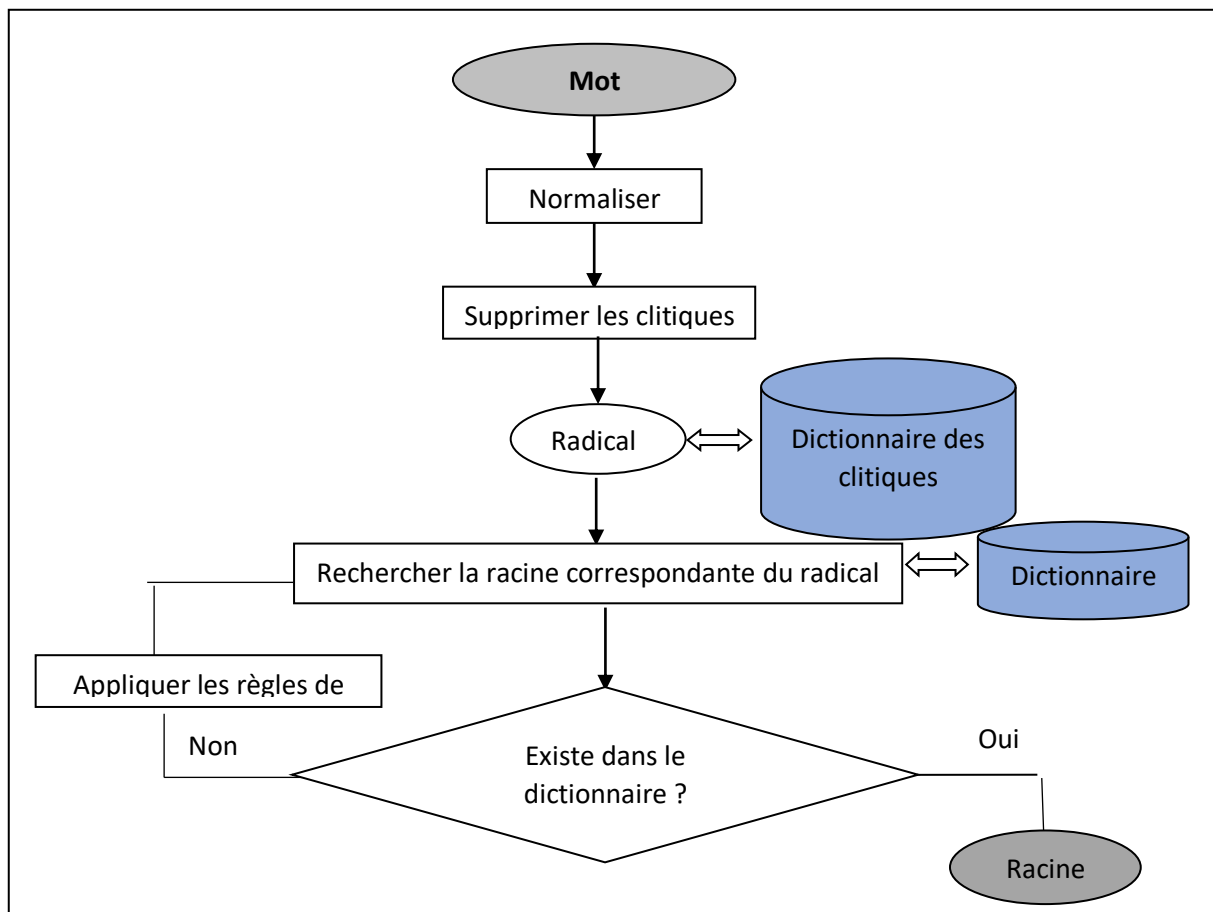 Mot
Normaliser
Supprimer les clitiques
Radical
Dictionnaire des
clitiques
Rechercher la racine correspondante du radical
Dictionnaire
Appliquer les règles de
Non
Oui
Existe dans le
dictionnaire ?
Racine